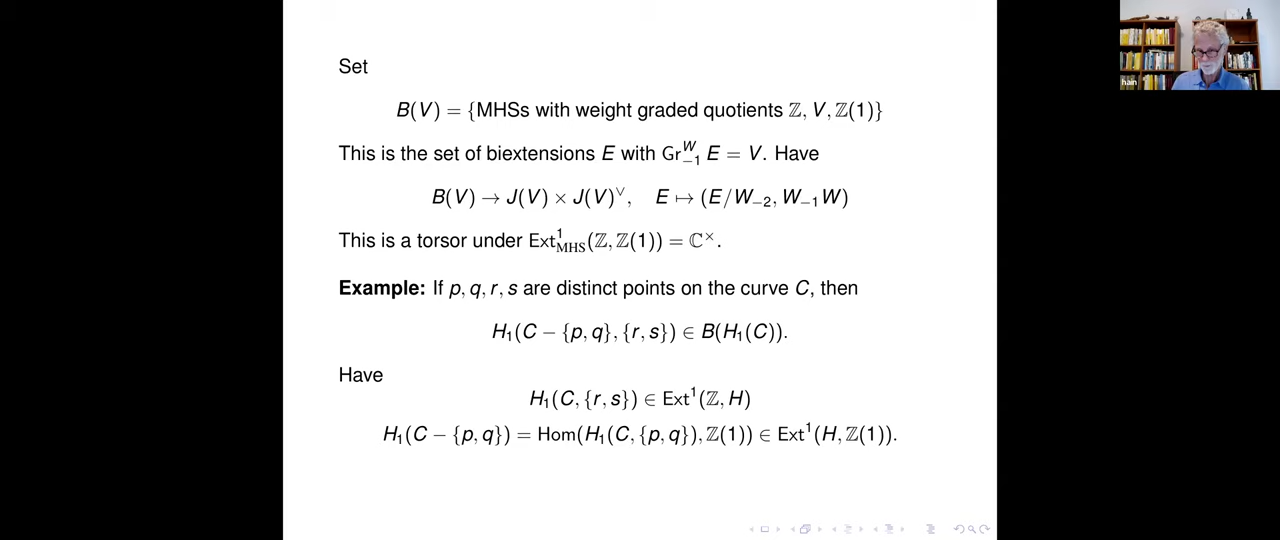 Set
B(V) = {MHSs with weight graded quotients ℤ, V, ℤ(1)}
This is the set of biextensions E with Gr^W_{-1} E = V. Have
B(V) → J(V) × J(V)^∨, E ↦ (E/W_{-2}, W_{-1}W)
This is a torsor under Ext^1_{MHS}(ℤ, ℤ(1)) = ℂ^×.
Example: If p, q, r, s are distinct points on the curve C, then
H_1(C − {p, q}, {r, s}) ∈ B(H_1(C)).
Have
H_1(C, {r, s}) ∈ Ext^1(ℤ, H)
H_1(C − {p, q}) = Hom(H_1(C, {p, q}), ℤ(1)) ∈ Ext^1(H, ℤ(1)).
hain